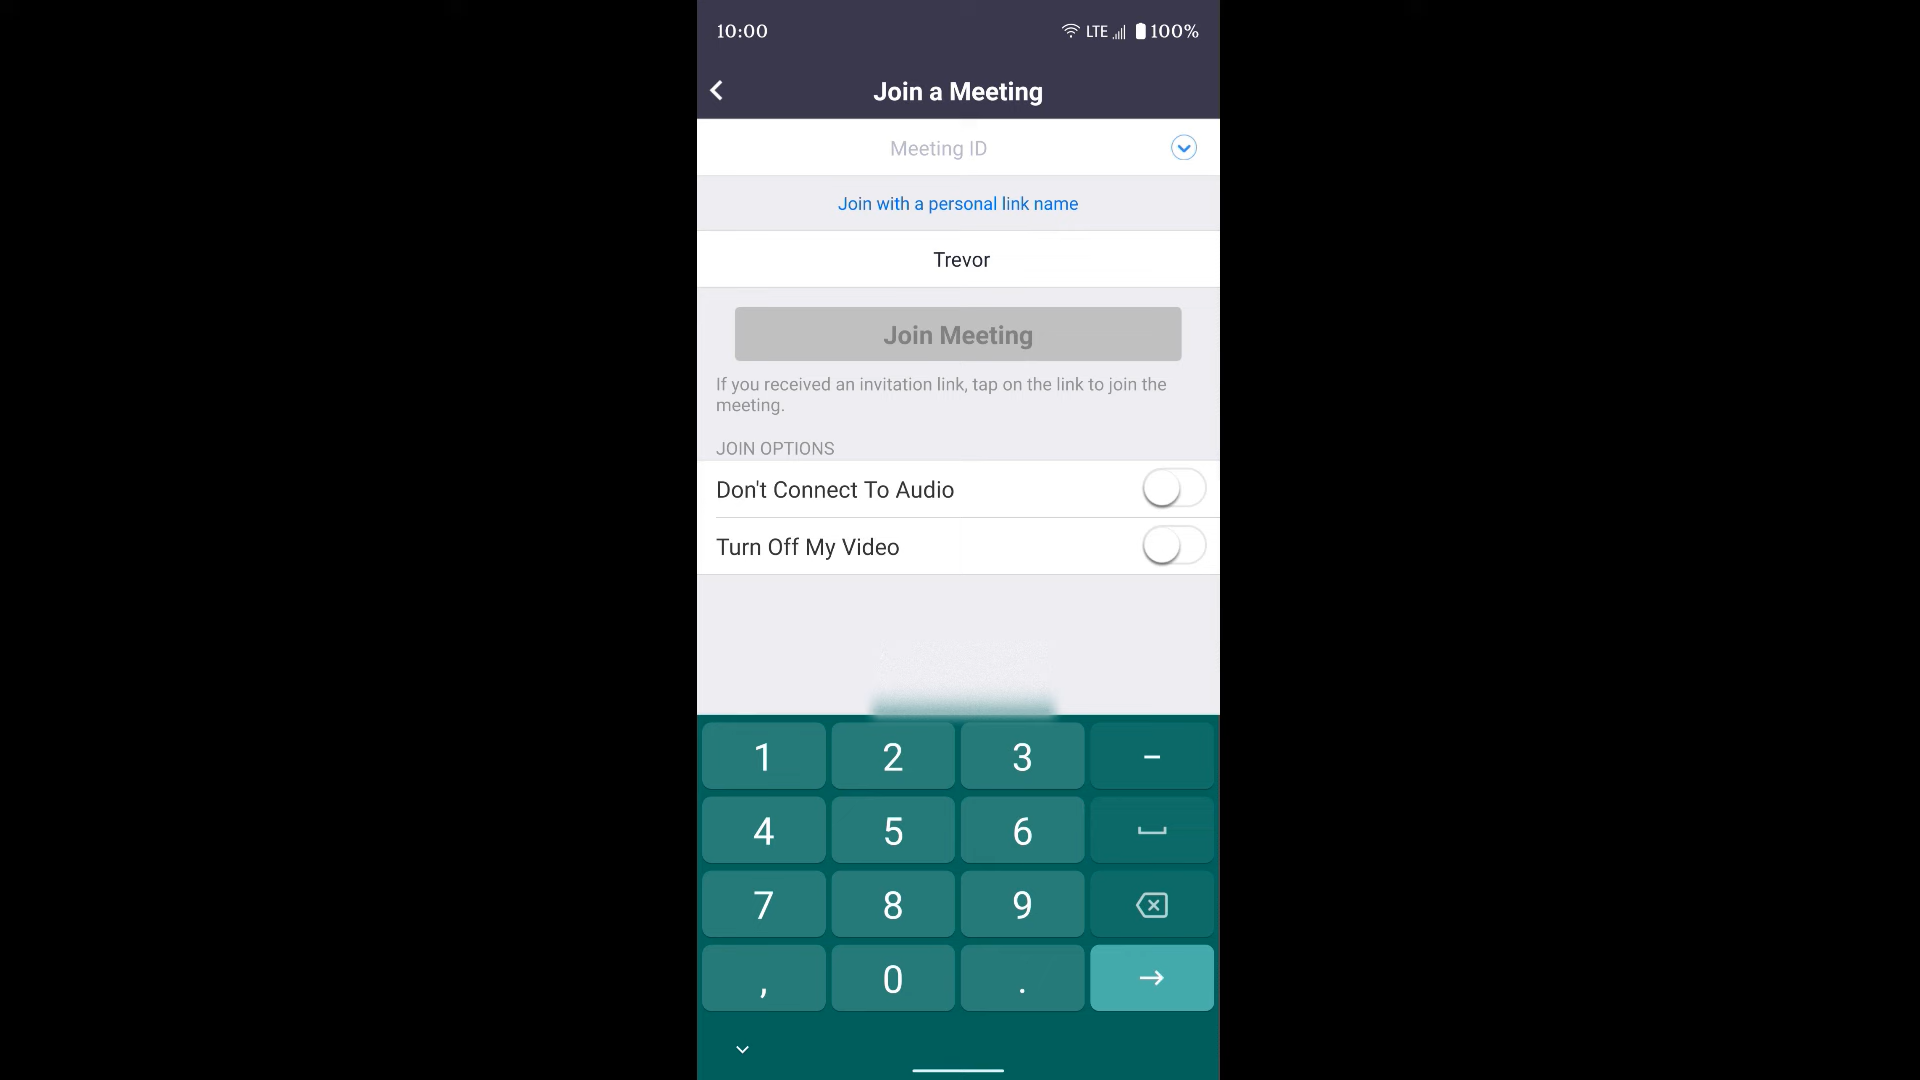 10:00 LTE 100%
Join a Meeting
Meeting ID
Join with a personal link name
Trevor
Join Meeting
If you received an invitation link, tap on the link to join the
meeting.
JOIN OPTIONS
Don't Connect To Audio
Turn Off My Video
1 2 3 –
4 5 6
7 8 9
, 0 .